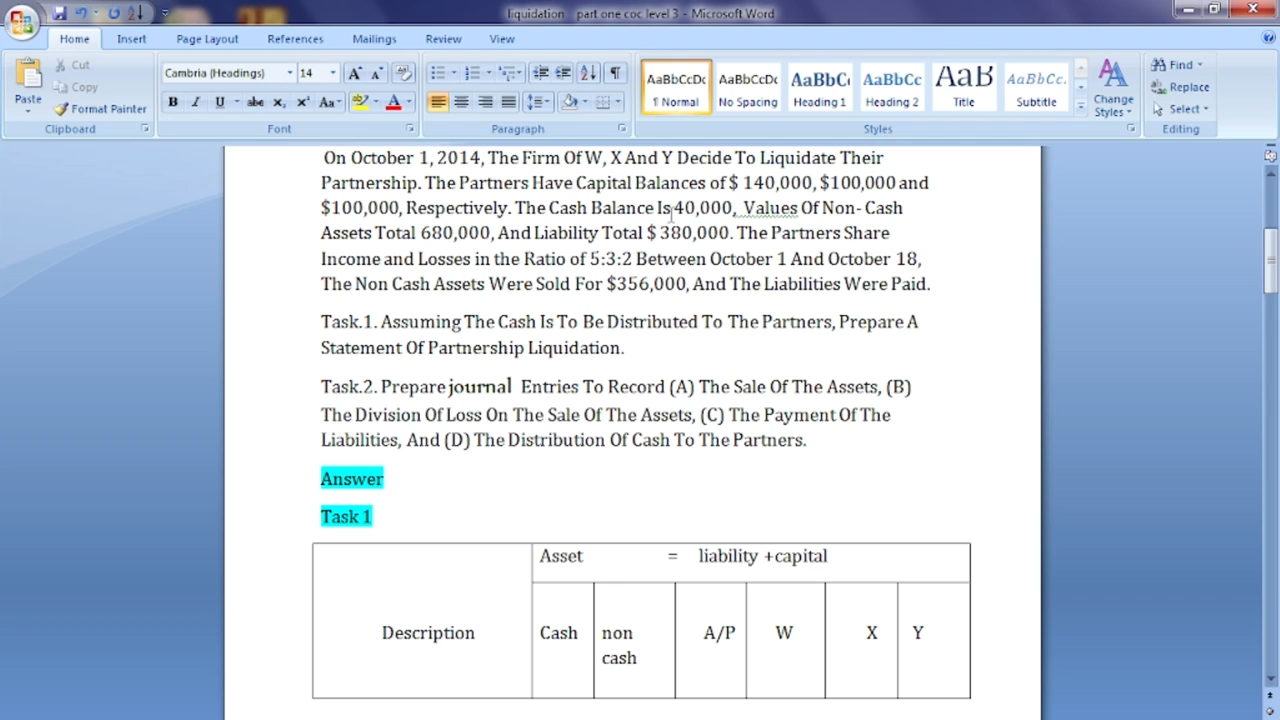 liquidation part one coc level 3 - Microsoft Word
Home Insert Page Layout References Mailings Review View
Paste
Cut
Copy
Format Painter
Clipboard
Cambria (Headings) 14
B I U abc X₂ X² Aa
Font
Paragraph
AaBbCcDc AaBbCcDc AaBbC AaBbCc AaB AaBbCc.
¶ Normal No Spacing Heading 1 Heading 2 Title Subtitle
Change Styles
Styles
Find
Replace
Select
Editing
On October 1, 2014, The Firm Of W, X And Y Decide To Liquidate Their
Partnership. The Partners Have Capital Balances of $ 140,000, $100,000 and
$100,000, Respectively. The Cash Balance Is 40,000, Values Of Non- Cash
Assets Total 680,000, And Liability Total $ 380,000. The Partners Share
Income and Losses in the Ratio of 5:3:2 Between October 1 And October 18,
The Non Cash Assets Were Sold For $356,000, And The Liabilities Were Paid.
Task.1. Assuming The Cash Is To Be Distributed To The Partners, Prepare A
Statement Of Partnership Liquidation.
Task.2. Prepare journal Entries To Record (A) The Sale Of The Assets, (B)
The Division Of Loss On The Sale Of The Assets, (C) The Payment Of The
Liabilities, And (D) The Distribution Of Cash To The Partners.
Answer
Task 1
Asset = liability +capital
Description Cash non cash A/P W X Y